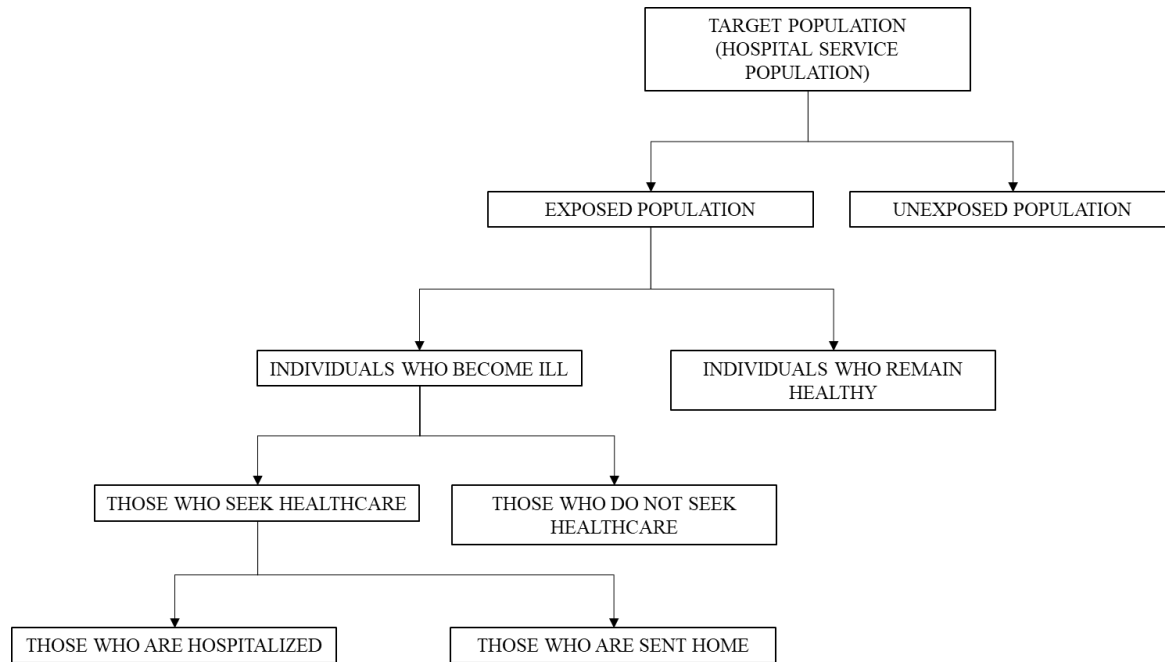 TARGET POPULATION
(HOSPITAL SERVICE
POPULATION)
EXPOSED POPULATION
UNEXPOSED POPULATION
INDIVIDUALS WHO BECOME ILL
INDIVIDUALS WHO REMAIN
HEALTHY
THOSE WHO SEEK HEALTHCARE
THOSE WHO DO NOT SEEK
HEALTHCARE
THOSE WHO ARE HOSPITALIZED
THOSE WHO ARE SENT HOME